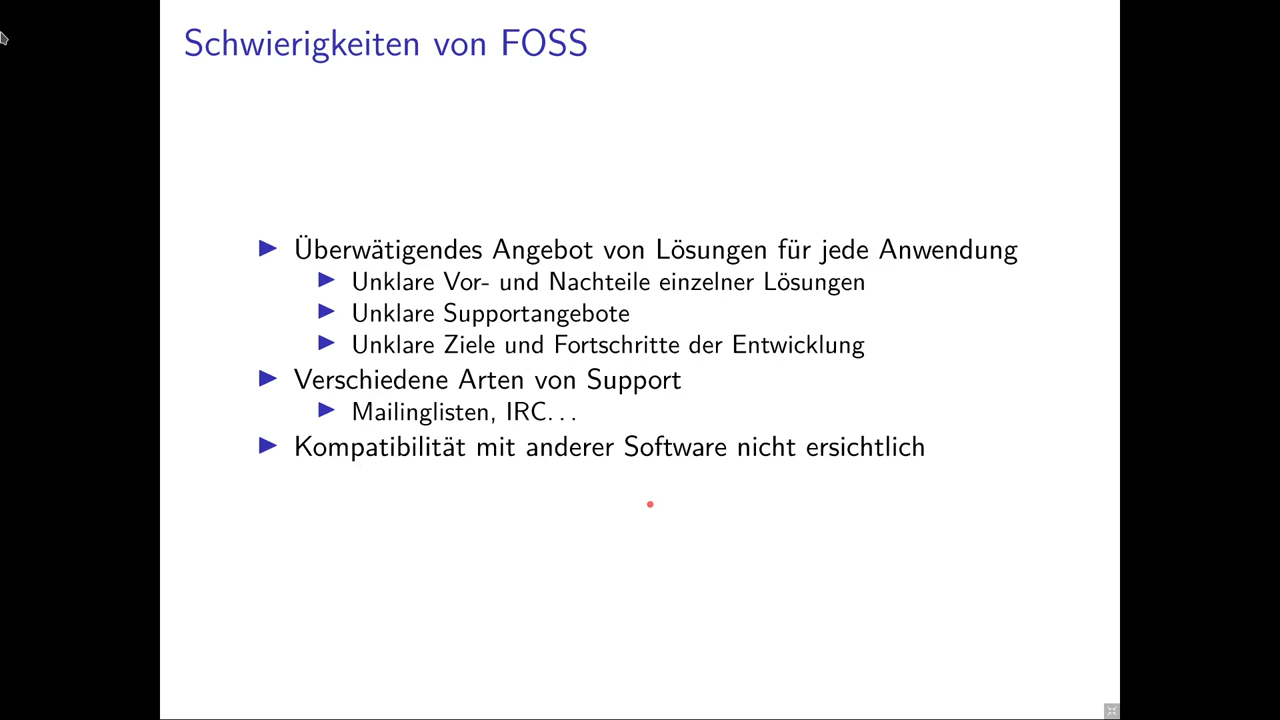 Schwierigkeiten von FOSS
Überwätigendes Angebot von Lösungen für jede Anwendung
Unklare Vor- und Nachteile einzelner Lösungen
Unklare Supportangebote
Unklare Ziele und Fortschritte der Entwicklung
Verschiedene Arten von Support
Mailinglisten, IRC...
Kompatibilität mit anderer Software nicht ersichtlich